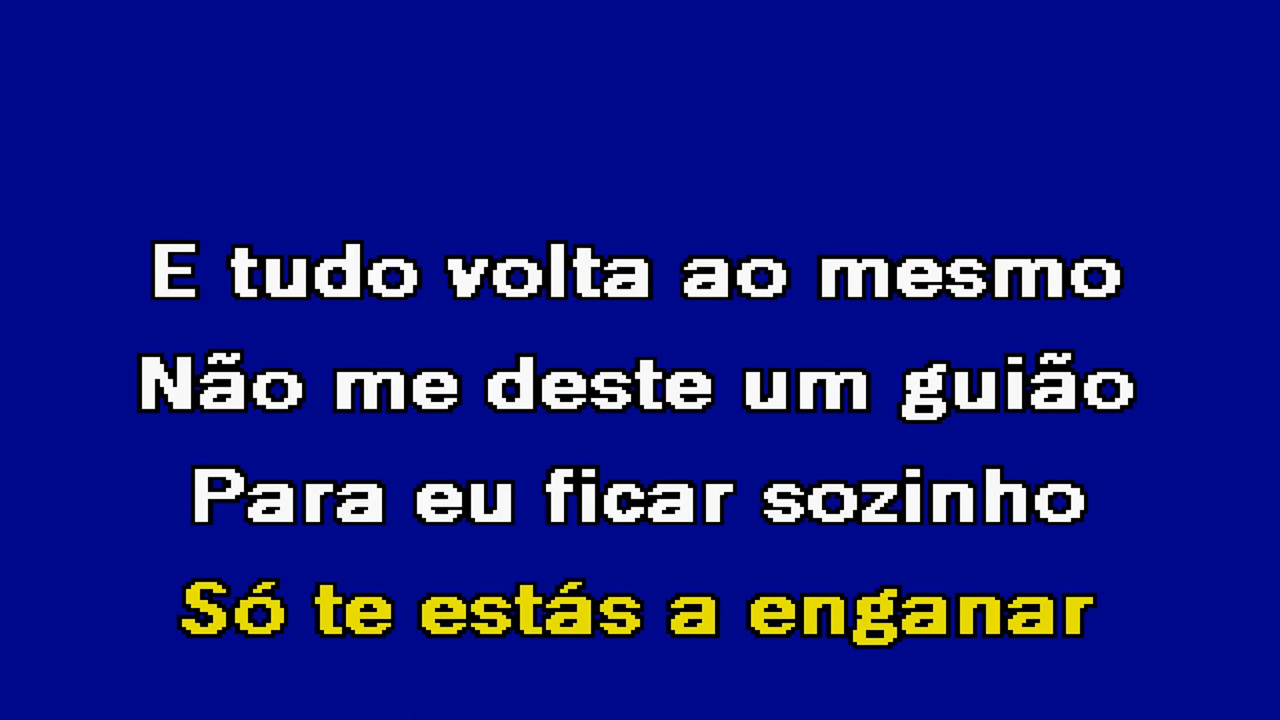 E tudo volta ao mesmo
Não me deste um guião
Para eu ficar sozinho
Só te estás a enganar